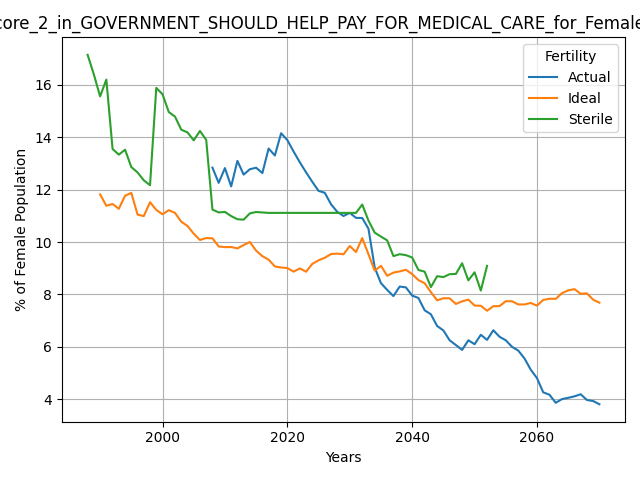 core_2_in_GOVERNMENT_SHOULD_HELP_PAY_FOR_MEDICAL_CARE_for_Female
Fertility
Actual
Ideal
Sterile
% of Female Population
16
14
12
10
8
6
4
2000 2020 2040 2060
Years